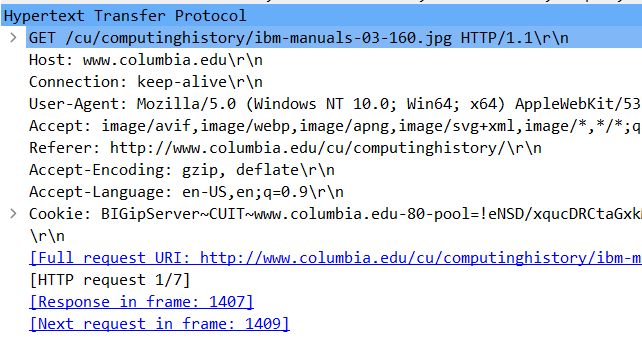 Hypertext Transfer Protocol
GET /cu/computinghistory/ibm-manuals-03-160.jpg HTTP/1.1\r\n
Host: www.columbia.edu\r\n
Connection: keep-alive\r\n
User-Agent: Mozilla/5.0 (Windows NT 10.0; Win64; x64) AppleWebKit/53
Accept: image/avif,image/webp,image/apng,image/svg+xml,image/*,*/*;q
Referer: http://www.columbia.edu/cu/computinghistory/\r\n
Accept-Encoding: gzip, deflate\r\n
Accept-Language: en-US,en;q=0.9\r\n
Cookie: BIGipServer~CUIT~www.columbia.edu-80-pool=!eNSD/xqucDRCtaGxk
\r\n
[Full request URI: http://www.columbia.edu/cu/computinghistory/ibm-m
[HTTP request 1/7]
[Response in frame: 1407]
[Next request in frame: 1409]